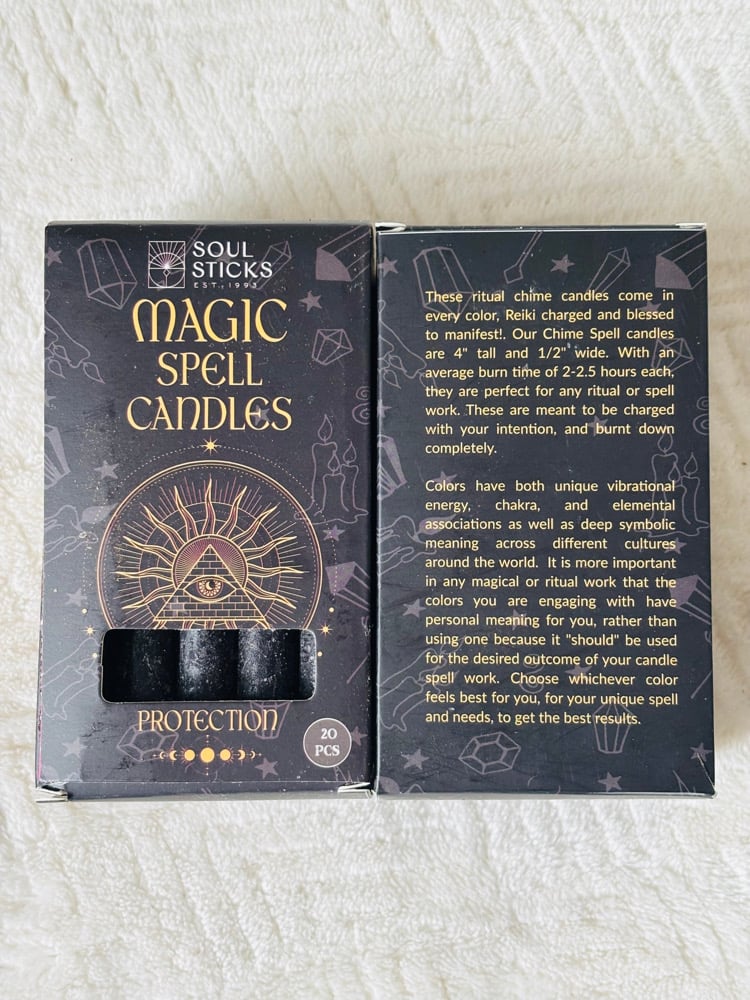 SOUL
STICKS
EST. 1993
MAGIC
SPELL
CANDLES
PROTECTION
20
PCS
These ritual chime candles come in
every color, Reiki charged and blessed
to manifest!. Our Chime Spell candles
are 4" tall and 1/2" wide. With an
average burn time of 2-2.5 hours each,
they are perfect for any ritual or spell
work. These are meant to be charged
with your intention, and burnt down
completely.
Colors have both unique vibrational
energy, chakra, and elemental
associations as well as deep symbolic
meaning across different cultures
around the world. It is more important
in any magical or ritual work that the
colors you are engaging with have
personal meaning for you, rather than
using one because it "should" be used
for the desired outcome of your candle
spell work. Choose whichever color
feels best for you, for your unique spell
and needs, to get the best results.